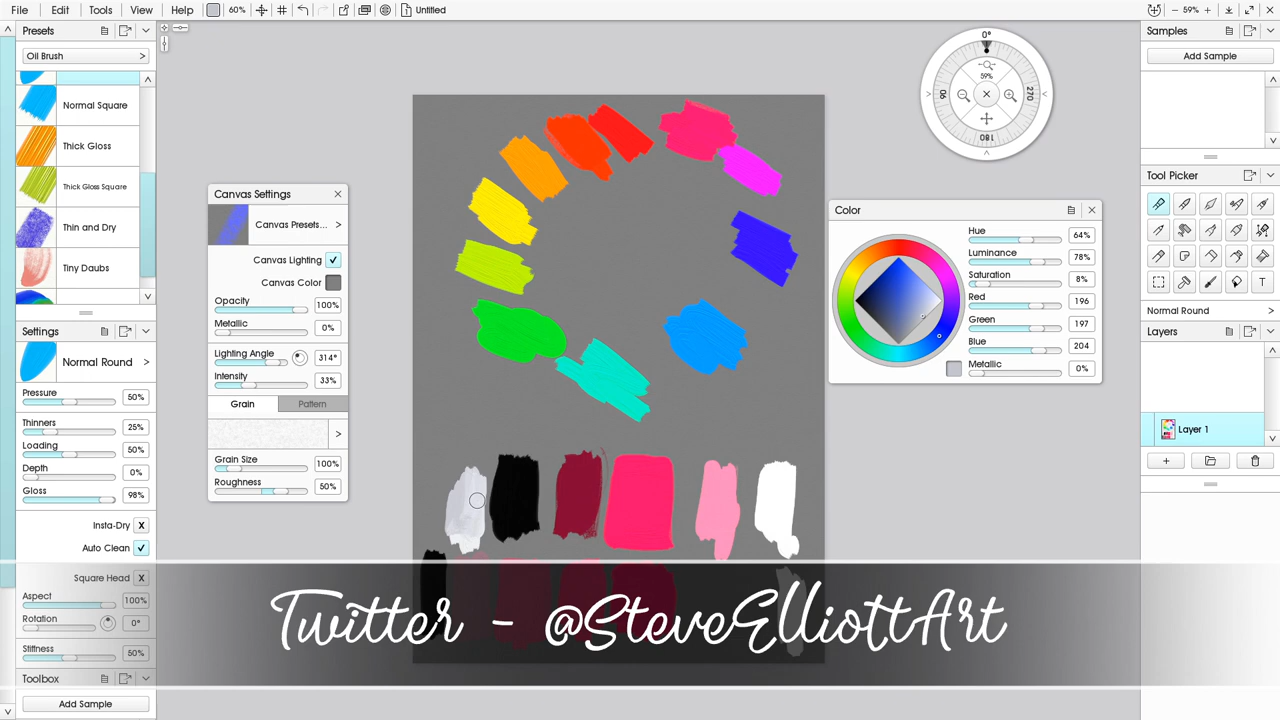 File Edit Tools View Help 60% Untitled 59%
Presets
Oil Brush >
Normal Square
Thick Gloss
Thick Gloss Square
Thin and Dry
Tiny Daubs
Settings
Normal Round >
Pressure 50%
Thinners 25%
Loading 50%
Depth 0%
Gloss 98%
Insta-Dry X
Auto Clean
Square Head X
Aspect 100%
Rotation 0°
Stiffness 50%
Toolbox
Add Sample
Canvas Settings
Canvas Presets... >
Canvas Lighting
Canvas Color
Opacity 100%
Metallic 0%
Lighting Angle 314°
Intensity 33%
Grain Pattern
Grain Size 100%
Roughness 50%
0°
59%
90
270
180
Color
Hue 64%
Luminance 78%
Saturation 8%
Red 196
Green 197
Blue 204
Metallic 0%
Samples
Add Sample
Tool Picker
T
Normal Round >
Layers
Layer 1
Twitter - @SteveElliottArt